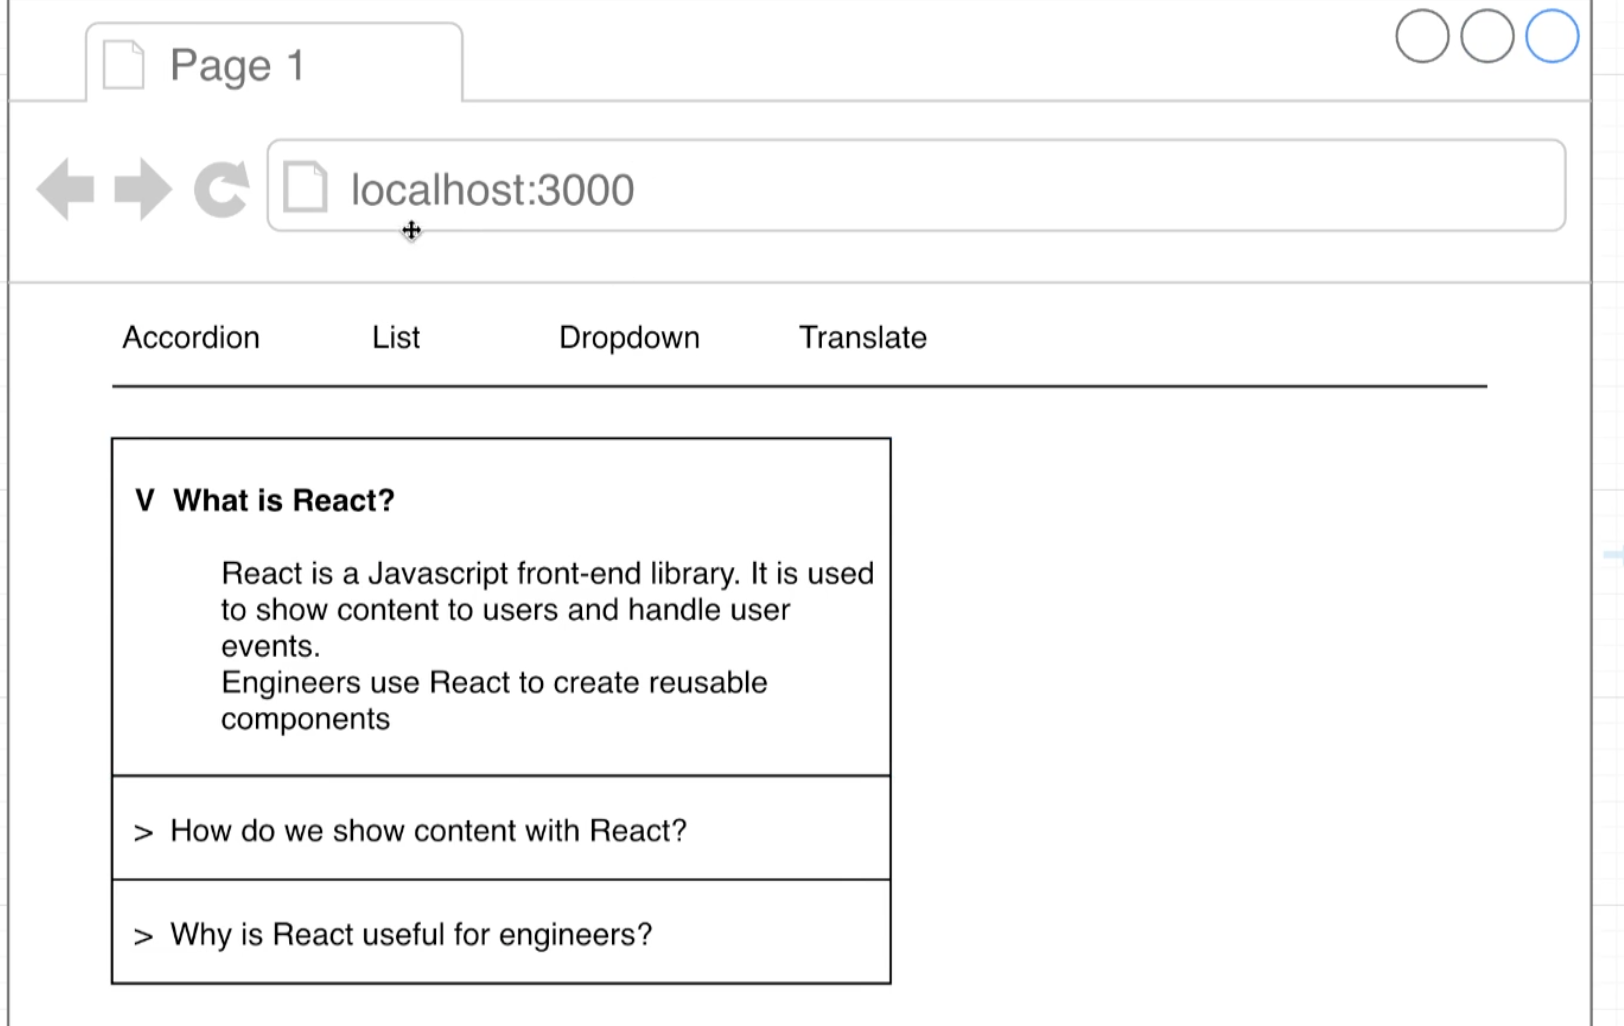 Page 1
localhost:3000
Accordion List Dropdown Translate
V What is React?
React is a Javascript front-end library. It is used
to show content to users and handle user
events.
Engineers use React to create reusable
components
> How do we show content with React?
> Why is React useful for engineers?